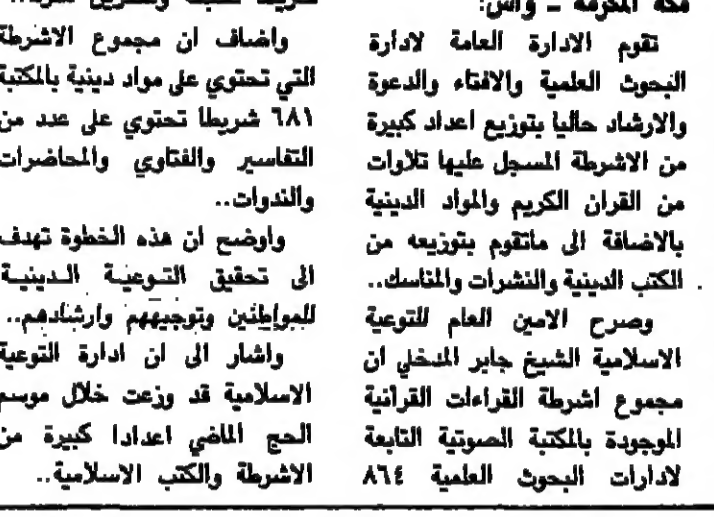 مكة المكرمة ـ واس:
تقوم الادارة العامة لادارة
البحوث العلمية والافتاء والدعوة
والارشاد حاليا بتوزيع اعداد كبيرة
من الاشرطة المسجل عليها تلاوات
من القران الكريم والمواد الدينية
بالاضافة الى ماتقوم بتوزيعه من
الكتب الدينية والنشرات والمناسك..
وصرح الامين العام للتوعية
الاسلامية الشيخ جابر المدخلي ان
مجموع اشرطة القراءات القرانية
الموجودة بالمكتبة الصوتية التابعة
لادارات البحوث العلمية ٨٦٤
واضاف ان مجموع الاشرطة
التي تحتوي على مواد دينية بالمكتبة
٦٨١ شريطا تحتوي على عدد من
التفاسير والفتاوي والمحاضرات
والندوات..
واوضح ان هذه الخطوة تهدف
الى تحقيق التوعية الدينية
للمواطنين وتوجيههم وارشادهم..
واشار الى ان ادارة التوعية
الاسلامية قد وزعت خلال موسم
الحج الماضي اعدادا كبيرة من
الاشرطة والكتب الاسلامية..